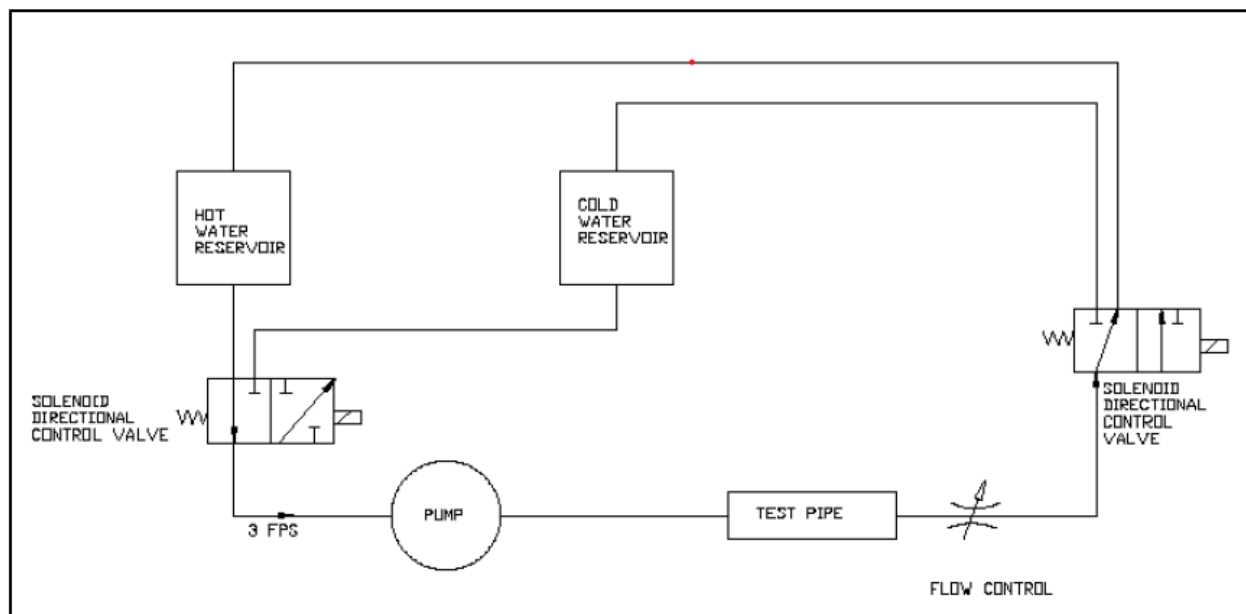 HOT
WATER
RESERVOIR
COLD
WATER
RESERVOIR
SOLENOID
DIRECTIONAL
CONTROL VALVE
SOLENOID
DIRECTIONAL
CONTROL
VALVE
3 FPS
PUMP
TEST PIPE
FLOW CONTROL